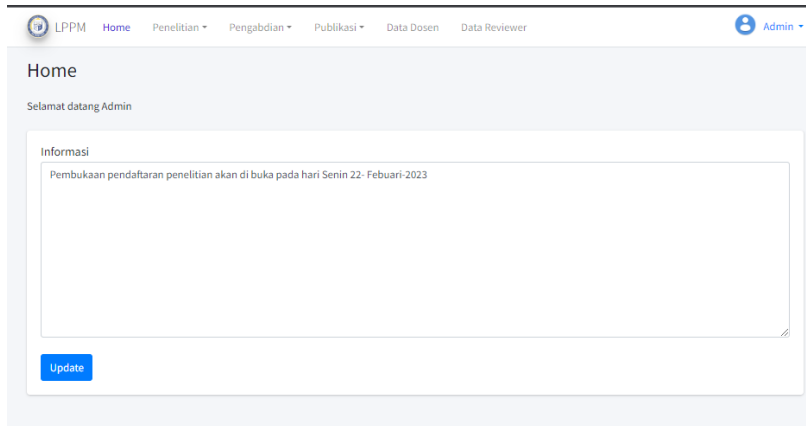 LPPM Home Penelitian Pengabdian Publikasi Data Dosen Data Reviewer Admin
Home
Selamat datang Admin
Informasi
Pembukaan pendaftaran penelitian akan di buka pada hari Senin 22- Febuari-2023
Update